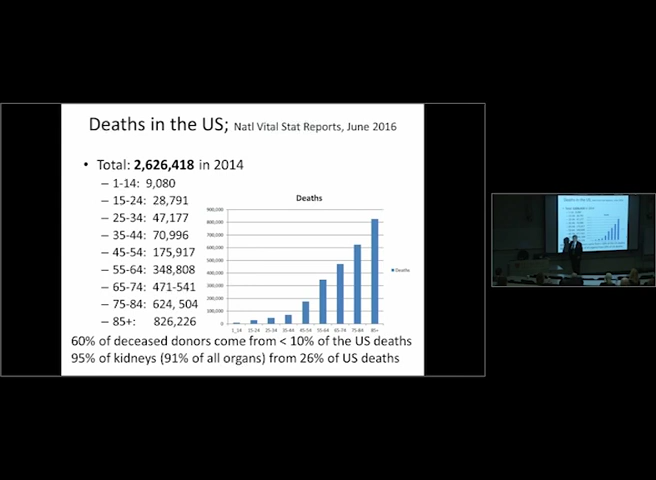 Deaths in the US; Natl Vital Stat Reports, June 2016
• Total: 2,626,418 in 2014
– 1-14: 9,080
– 15-24: 28,791
– 25-34: 47,177
– 35-44: 70,996
– 45-54: 175,917
– 55-64: 348,808
– 65-74: 471-541
– 75-84: 624, 504
– 85+: 826,226
Deaths
900,000
800,000
700,000
600,000
500,000
400,000
300,000
200,000
100,000
0
1_14 15-24 25-34 35-44 45-54 55-64 65-74 75-84 85+
Deaths
60% of deceased donors come from < 10% of the US deaths
95% of kidneys (91% of all organs) from 26% of US deaths
Deaths in the US;